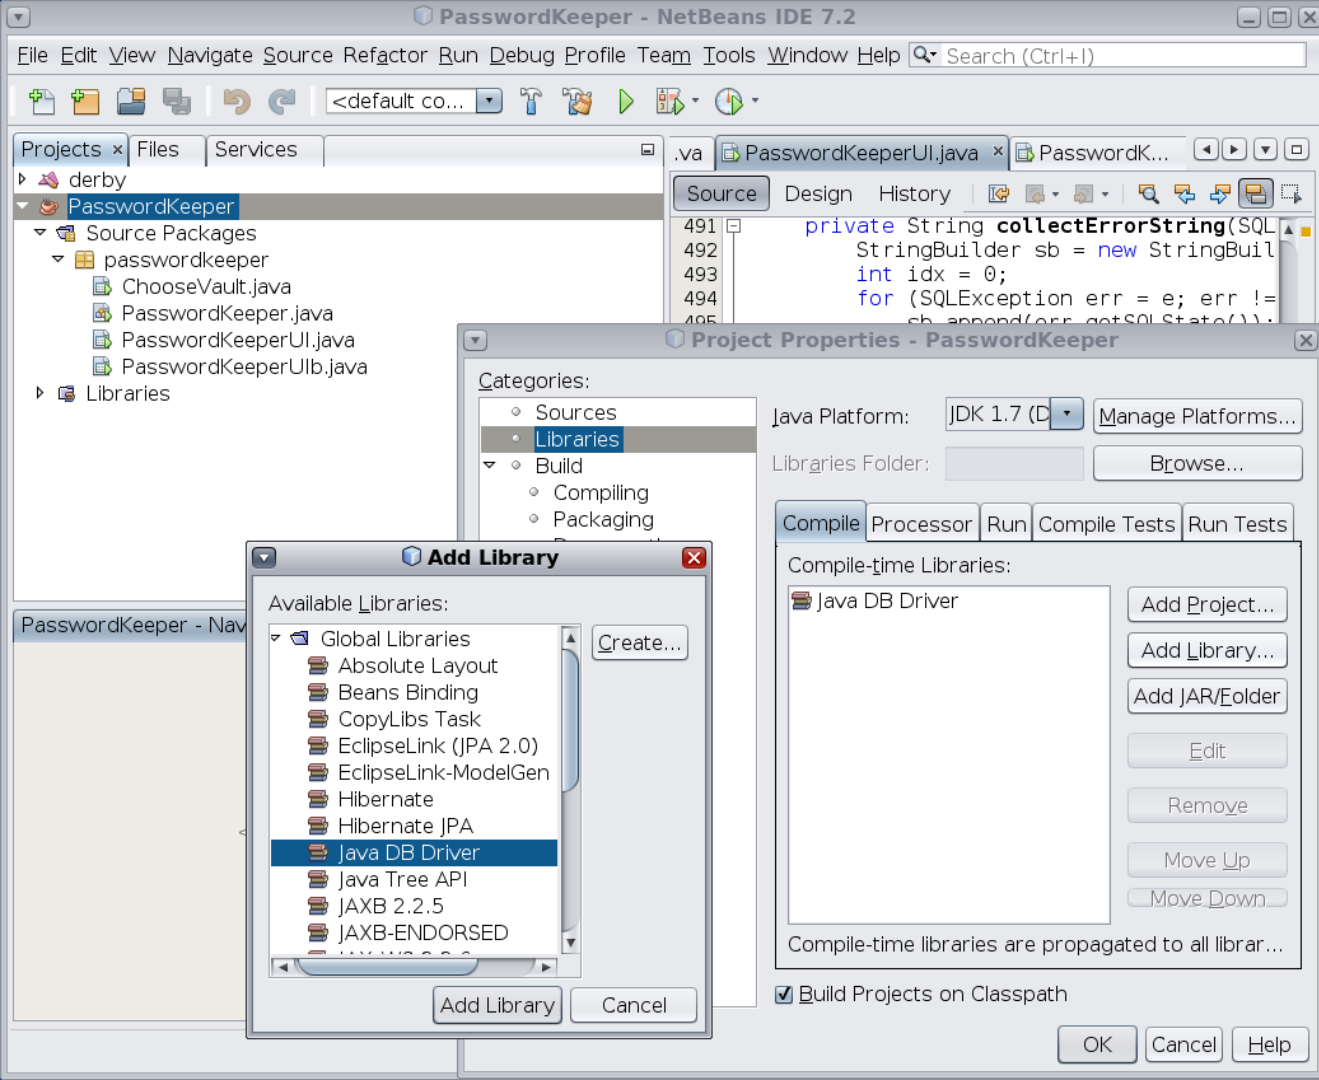 PasswordKeeper - NetBeans IDE 7.2
File Edit View Navigate Source Refactor Run Debug Profile Team Tools Window Help Search (Ctrl+I)
<default co...
Projects Files Services
derby
PasswordKeeper
Source Packages
passwordkeeper
ChooseVault.java
PasswordKeeper.java
PasswordKeeperUI.java
PasswordKeeperUIb.java
Libraries
.va PasswordKeeperUI.java PasswordK...
Source Design History
491 private String collectErrorString(SQL
492 StringBuilder sb = new StringBuil
493 int idx = 0;
494 for (SQLException err = e; err !=
495 sb.append(err.getSQLState());
Project Properties - PasswordKeeper
Categories:
Sources
Libraries
Build
Compiling
Packaging
Java Platform: JDK 1.7 (D Manage Platforms...
Libraries Folder: Browse...
Compile Processor Run Compile Tests Run Tests
Compile-time Libraries:
Java DB Driver
Add Project...
Add Library...
Add JAR/Folder
Edit
Remove
Move Up
Move Down
Compile-time libraries are propagated to all librar...
Build Projects on Classpath
OK Cancel Help
PasswordKeeper - Nav
<
Add Library
Available Libraries:
Global Libraries
Absolute Layout
Beans Binding
CopyLibs Task
EclipseLink (JPA 2.0)
EclipseLink-ModelGen
Hibernate
Hibernate JPA
Java DB Driver
Java Tree API
JAXB 2.2.5
JAXB-ENDORSED
Create...
Add Library Cancel